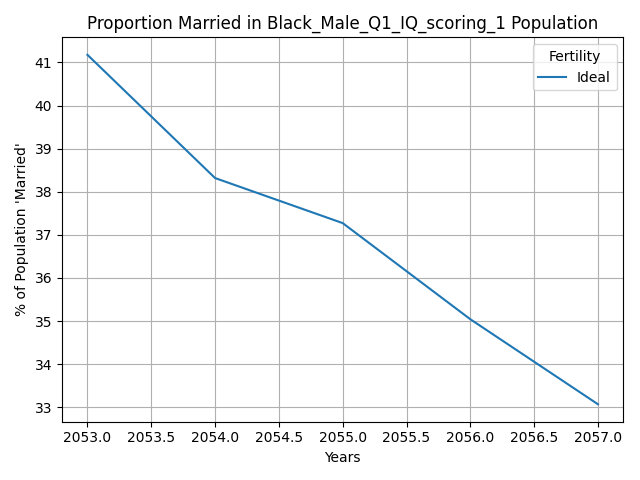 Proportion Married in Black_Male_Q1_IQ_scoring_1 Population
Fertility
Ideal
% of Population 'Married'
41
40
39
38
37
36
35
34
33
2053.0 2053.5 2054.0 2054.5 2055.0 2055.5 2056.0 2056.5 2057.0
Years